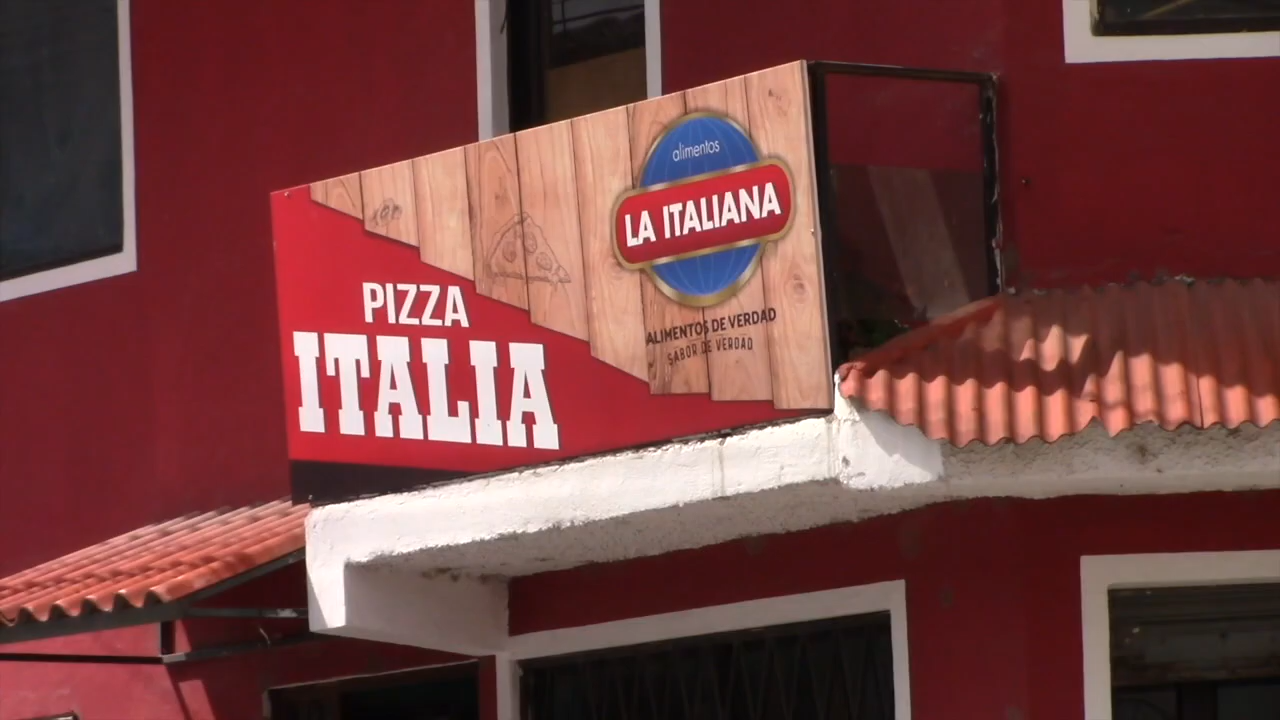 PIZZA
ITALIA
alimentos
LA ITALIANA
ALIMENTOS DE VERDAD
SABOR DE VERDAD